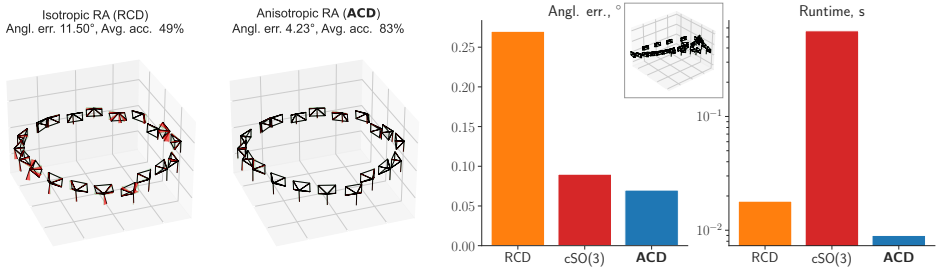 Isotropic RA (RCD)
Angl. err. 11.50°, Avg. acc. 49%
Anisotropic RA (ACD)
Angl. err 4.23°, Avg. acc. 83%
Angl. err., °
0.25
0.20
0.15
0.10
0.05
0.00
RCD
cSO(3)
ACD
Runtime, s
10⁻¹
10⁻²
RCD
cSO(3)
ACD